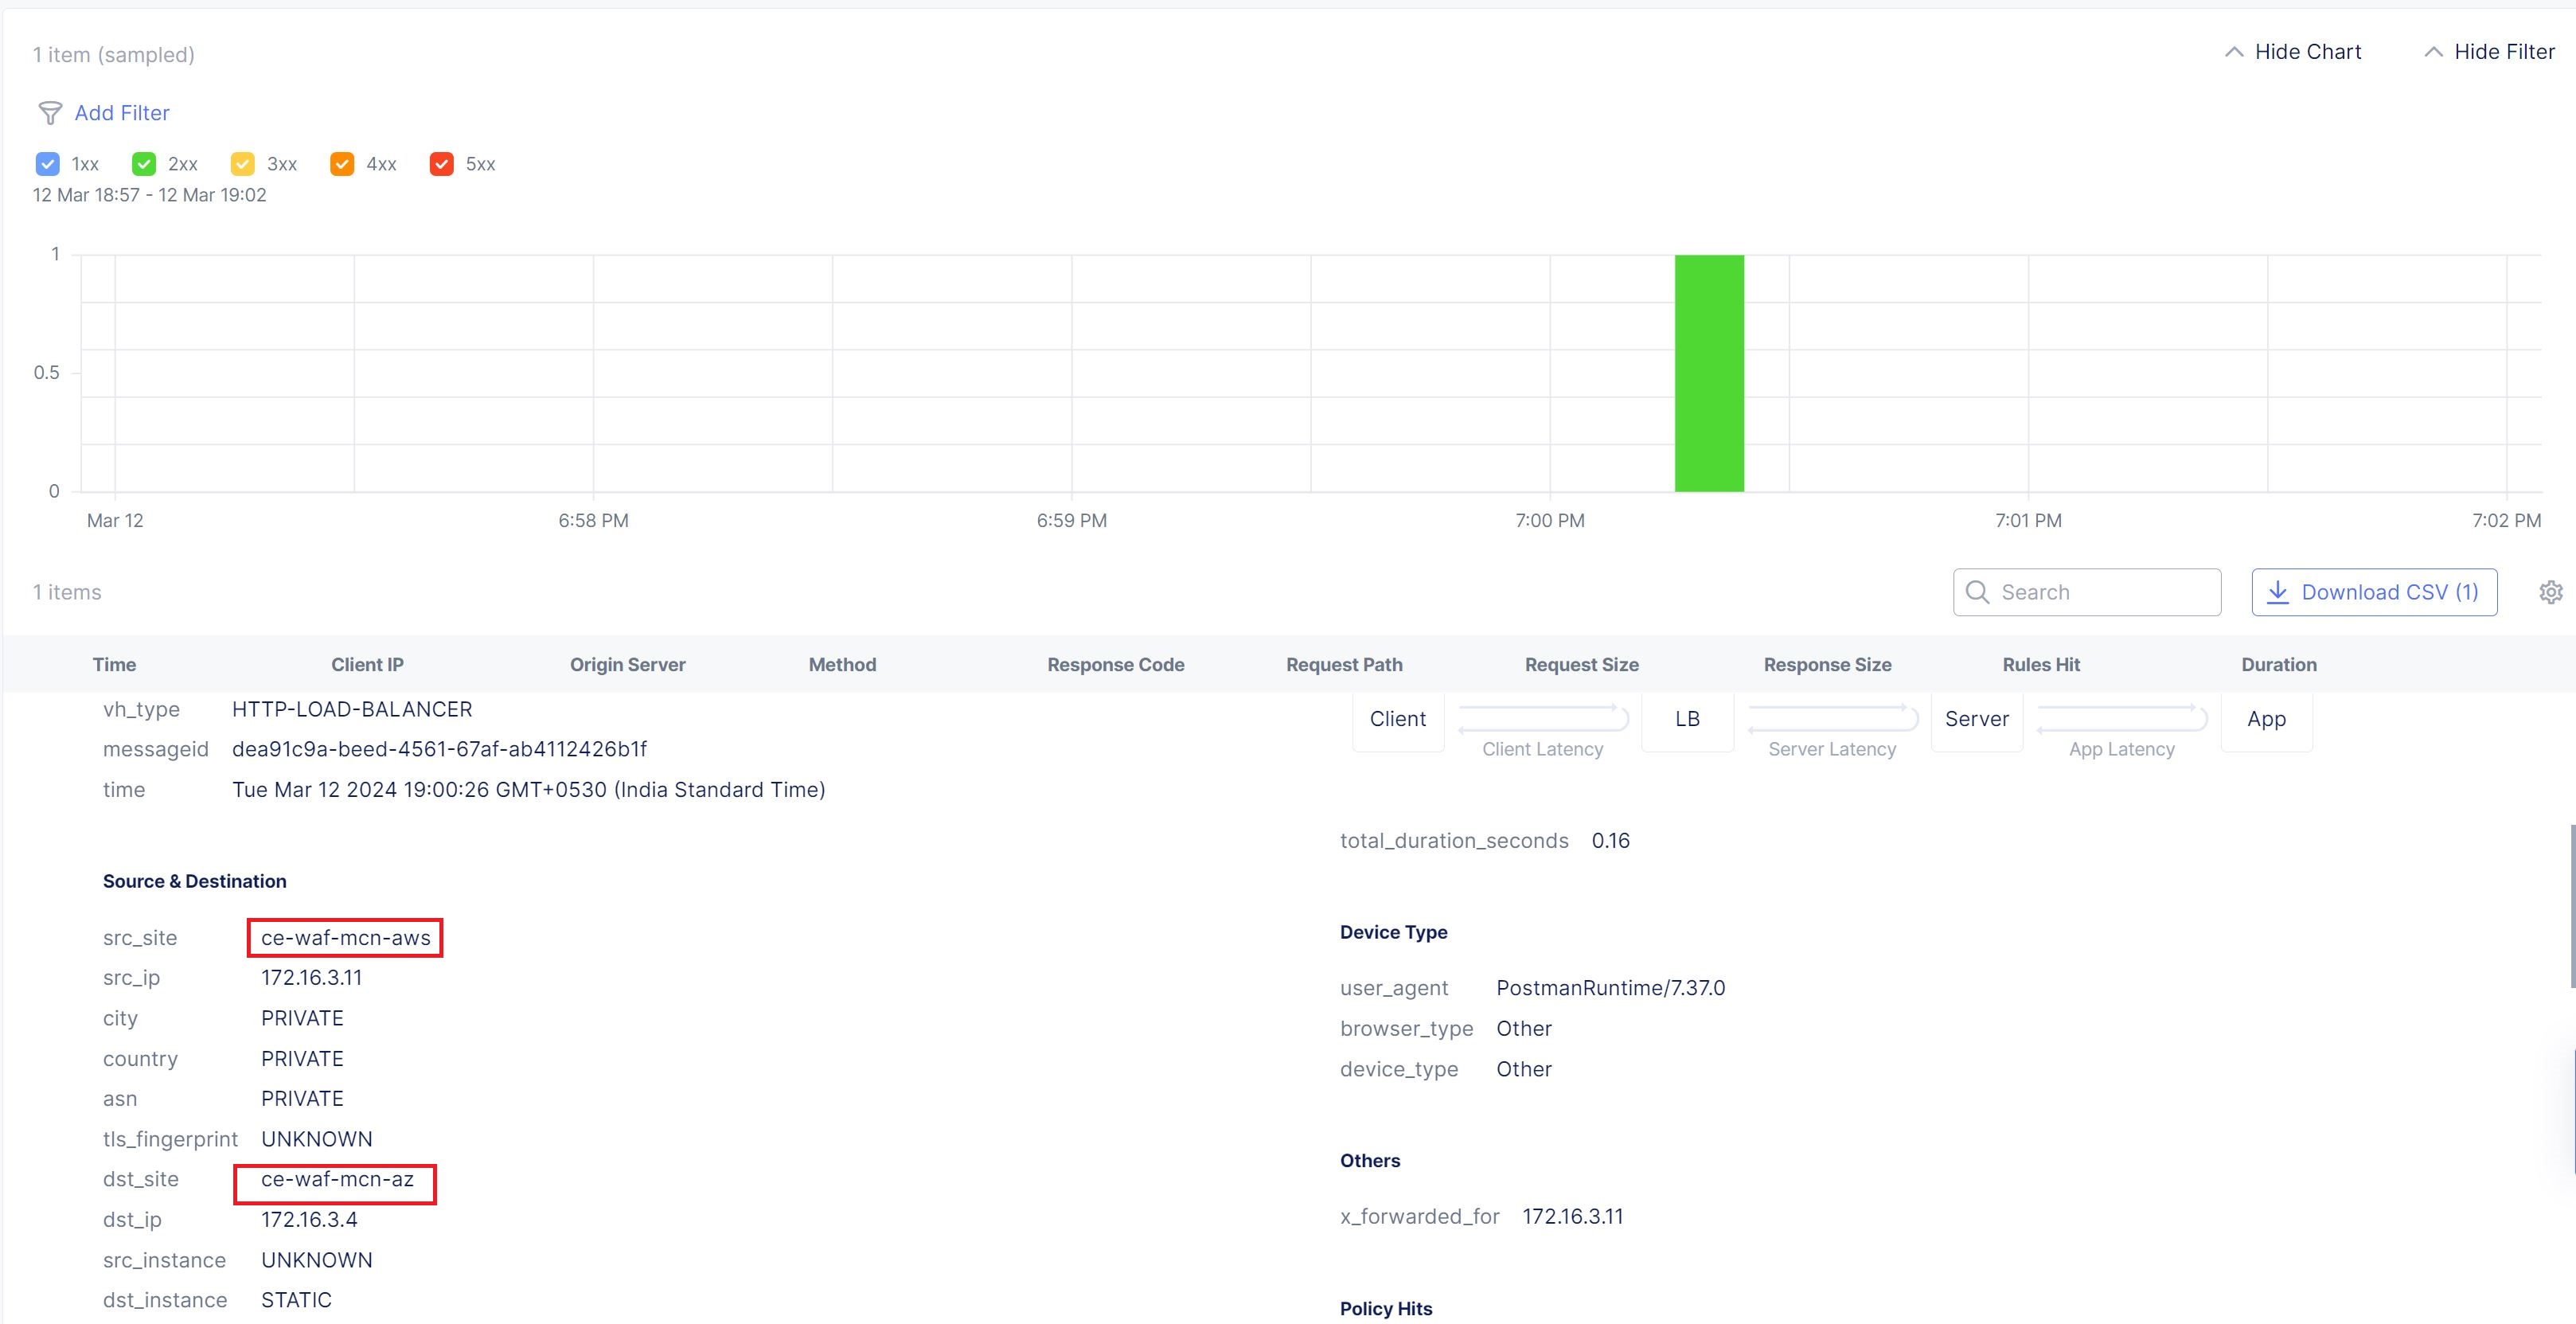 1 item (sampled)
Hide Chart Hide Filter
Add Filter
1xx 2xx 3xx 4xx 5xx
12 Mar 18:57 - 12 Mar 19:02
1
0.5
0
Mar 12 6:58 PM 6:59 PM 7:00 PM 7:01 PM 7:02 PM
1 items
Search Download CSV (1)
Time Client IP Origin Server Method Response Code Request Path Request Size Response Size Rules Hit Duration
vh_type HTTP-LOAD-BALANCER
messageid dea91c9a-beed-4561-67af-ab4112426b1f
time Tue Mar 12 2024 19:00:26 GMT+0530 (India Standard Time)
Source & Destination
src_site ce-waf-mcn-aws
src_ip 172.16.3.11
city PRIVATE
country PRIVATE
asn PRIVATE
tls_fingerprint UNKNOWN
dst_site ce-waf-mcn-az
dst_ip 172.16.3.4
src_instance UNKNOWN
dst_instance STATIC
Client LB Server App
Client Latency Server Latency App Latency
total_duration_seconds 0.16
Device Type
user_agent PostmanRuntime/7.37.0
browser_type Other
device_type Other
Others
x_forwarded_for 172.16.3.11
Policy Hits